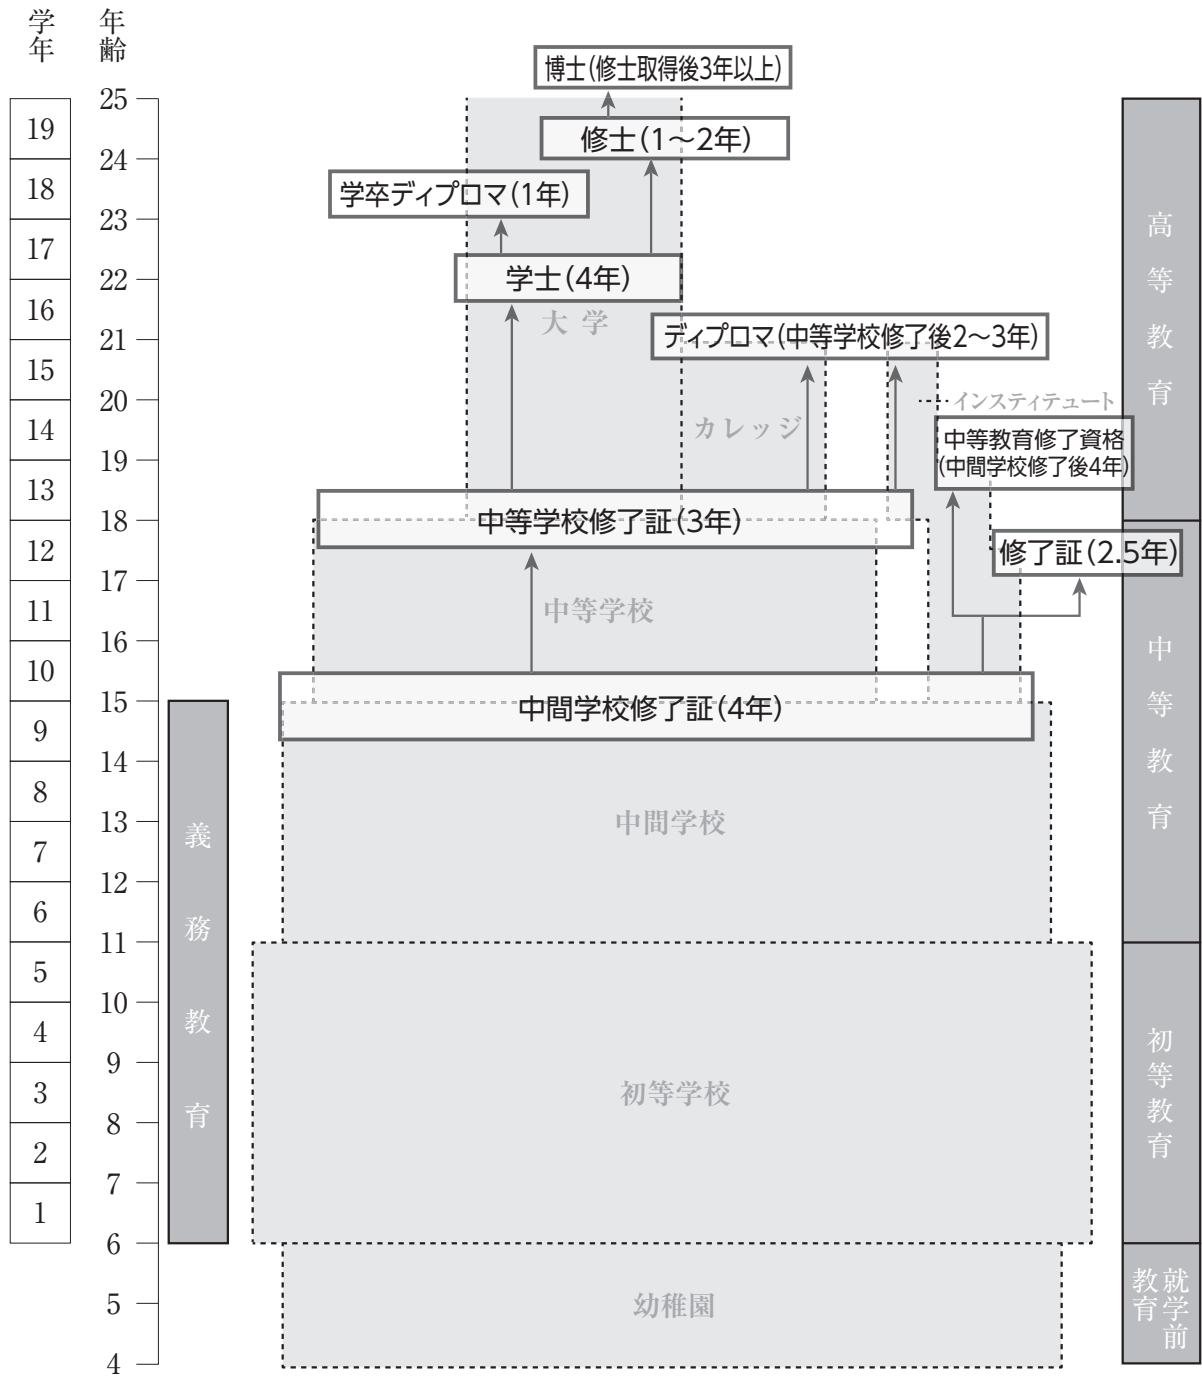 学年
年齢
博士(修士取得後3年以上)
25
19
修士(1～2年)
24
学卒ディプロマ(1年)
18
23
17
学士(4年)
22
大学
16
ディプロマ(中等学校修了後2～3年)
21
15
20
インスティテュート
カレッジ
14
中等教育修了資格
(中間学校修了後4年)
19
13
中等学校修了証(3年)
18
12
修了証(2.5年)
17
11
中等学校
16
10
15
中間学校修了証(4年)
9
14
8
13
中間学校
7
12
6
11
5
10
4
9
3
初等学校
8
2
7
1
6
5
幼稚園
4
義務教育
高等教育
中等教育
初等教育
就学前
教育